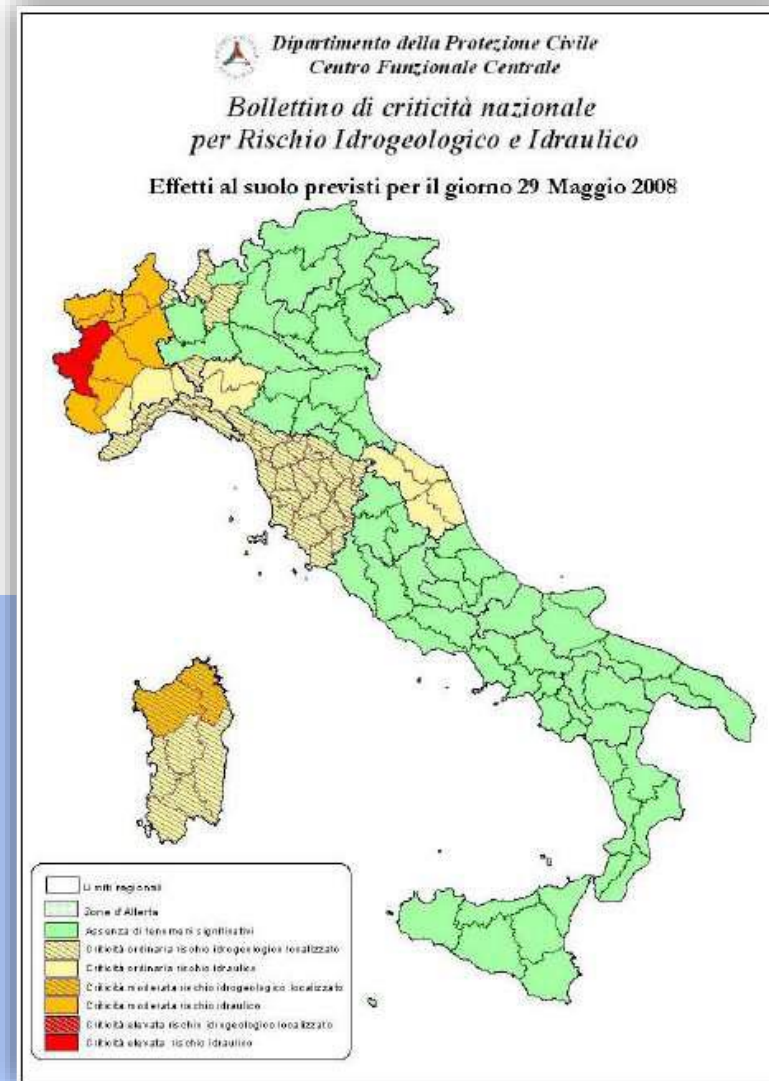 Dipartimento della Protezione Civile
Centro Funzionale Centrale
Bollettino di criticità nazionale
per Rischio Idrogeologico e Idraulico
Effetti al suolo previsti per il giorno 29 Maggio 2008
Limiti regionali
Zone d'Allerta
Assenza di fenomeni significativi
Criticità ordinaria rischio idrogeologico localizzato
Criticità ordinaria rischio idraulico
Criticità moderata rischio idrogeologico localizzato
Criticità moderata rischio idraulico
Criticità elevata rischio idrogeologico localizzato
Criticità elevata rischio idraulico